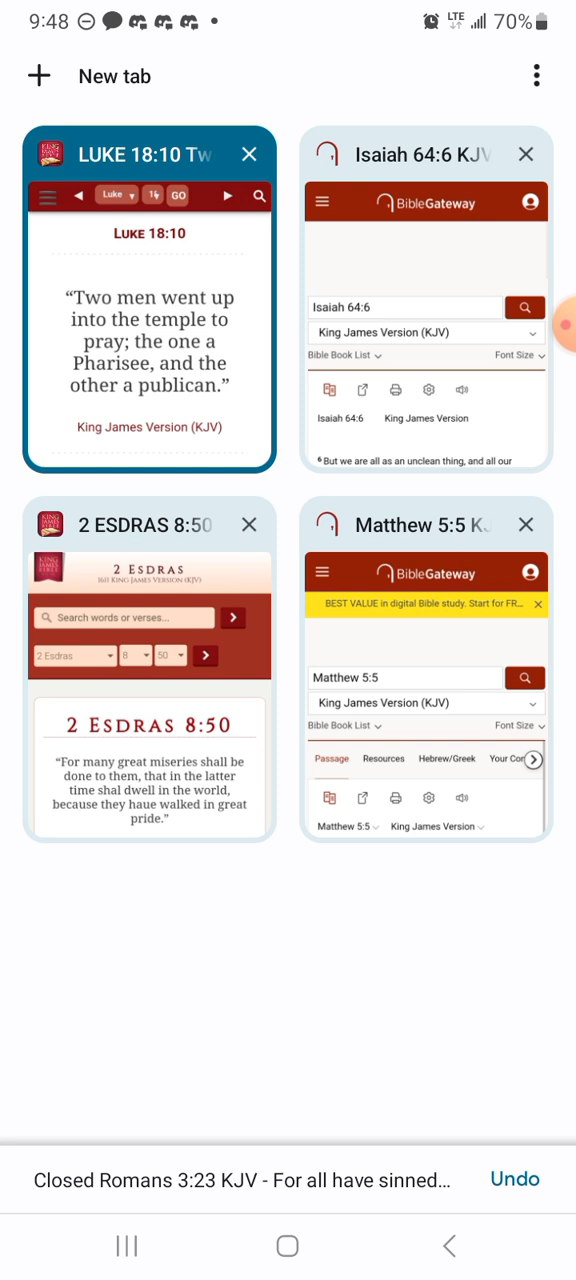 9:48
LTE
70%
New tab
LUKE 18:10 Tw
Luke
GO
LUKE 18:10
“Two men went up
into the temple to
pray; the one a
Pharisee, and the
other a publican.”
King James Version (KJV)
Isaiah 64:6 KJV
BibleGateway
Isaiah 64:6
King James Version (KJV)
Bible Book List
Font Size
Isaiah 64:6 King James Version
6 But we are all as an unclean thing, and all our
2 ESDRAS 8:50
KING
JAMES
BIBLE
2 ESDRAS
1611 KING JAMES VERSION (KJV)
Search words or verses...
2 Esdras 8 50
2 ESDRAS 8:50
“For many great miseries shall be
done to them, that in the latter
time shal dwell in the world,
because they haue walked in great
pride.”
Matthew 5:5 K
BibleGateway
BEST VALUE in digital Bible study. Start for FR...
Matthew 5:5
King James Version (KJV)
Bible Book List
Font Size
Passage Resources Hebrew/Greek Your Con
Matthew 5:5 King James Version
Closed Romans 3:23 KJV - For all have sinned...
Undo